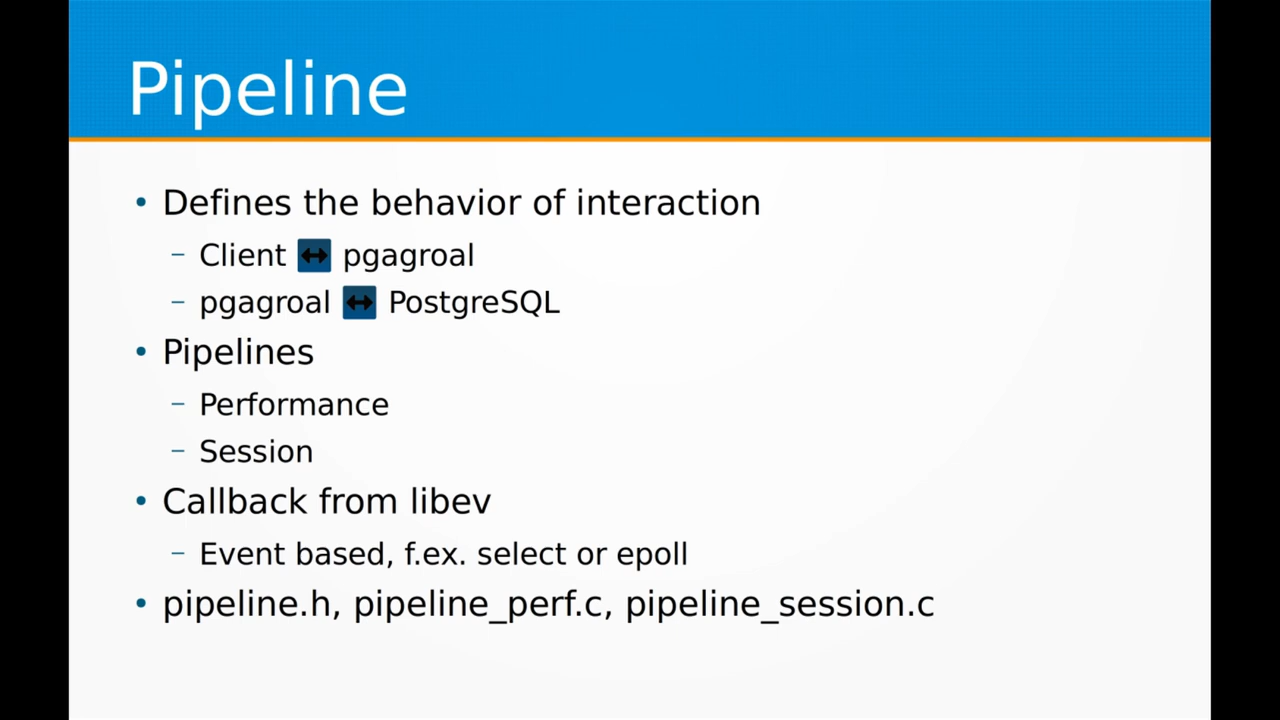 Pipeline
• Defines the behavior of interaction
– Client ↔ pgagroal
– pgagroal ↔ PostgreSQL
• Pipelines
– Performance
– Session
• Callback from libev
– Event based, f.ex. select or epoll
• pipeline.h, pipeline_perf.c, pipeline_session.c